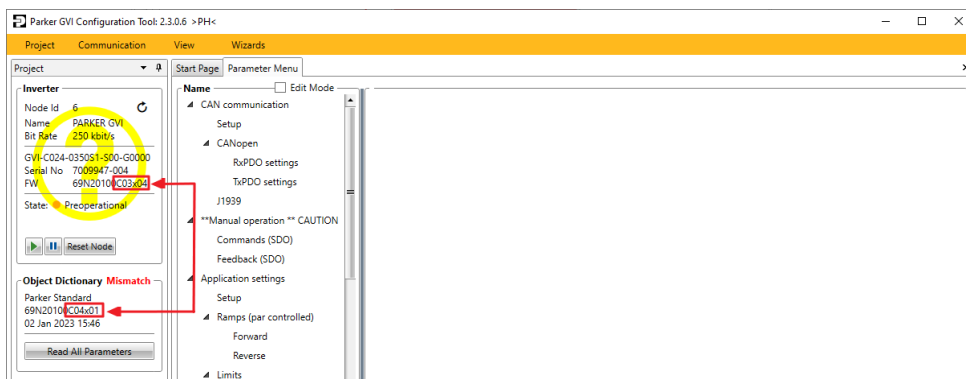 Parker GVI Configuration Tool: 2.3.0.6 >PH<
Project Communication View Wizards
Project
Start Page Parameter Menu
Inverter
Node Id 6
Name PARKER GVI
Bit Rate 250 kbit/s
GVI-C024-0350S1-S00-G0000
Serial No 7009947-004
FW 69N20100C03x04
State: Preoperational
Reset Node
Object Dictionary Mismatch
Parker Standard
69N20100C04x01
02 Jan 2023 15:46
Read All Parameters
Name Edit Mode
CAN communication
Setup
CANopen
RxPDO settings
TxPDO settings
J1939
**Manual operation ** CAUTION
Commands (SDO)
Feedback (SDO)
Application settings
Setup
Ramps (par controlled)
Forward
Reverse
Limits